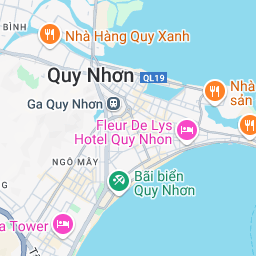 BÌNH
Nhà Hàng Quy Xanh
Quy Nhơn
QL19
Nhà
sản
Ga Quy Nhơn
Fleur De Lys
Hotel Quy Nhon
NGÔ MÂY
Bãi biển
Quy Nhơn
a Tower